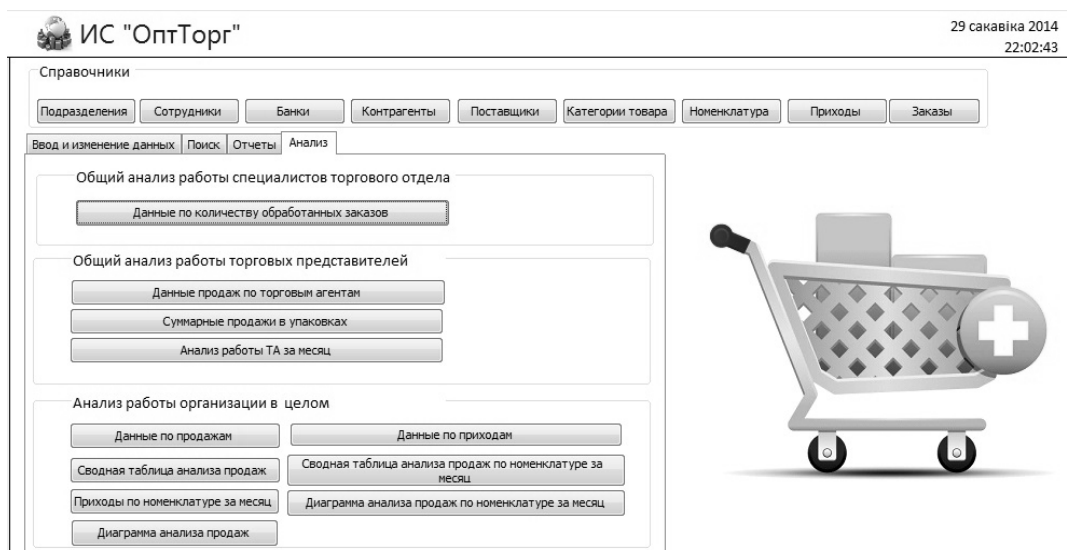 ИС "ОптТорг"
29 сакавіка 2014
22:02:43
Справочники
Подразделения Сотрудники Банки Контрагенты Поставщики Категории товара Номенклатура Приходы Заказы
Ввод и изменение данных Поиск Отчеты Анализ
Общий анализ работы специалистов торгового отдела
Данные по количеству обработанных заказов
Общий анализ работы торговых представителей
Данные продаж по торговым агентам
Суммарные продажи в упаковках
Анализ работы ТА за месяц
Анализ работы организации в целом
Данные по продажам Данные по приходам
Сводная таблица анализа продаж Сводная таблица анализа продаж по номенклатуре за
месяц
Приходы по номенклатуре за месяц Диаграмма анализа продаж по номенклатуре за месяц
Диаграмма анализа продаж